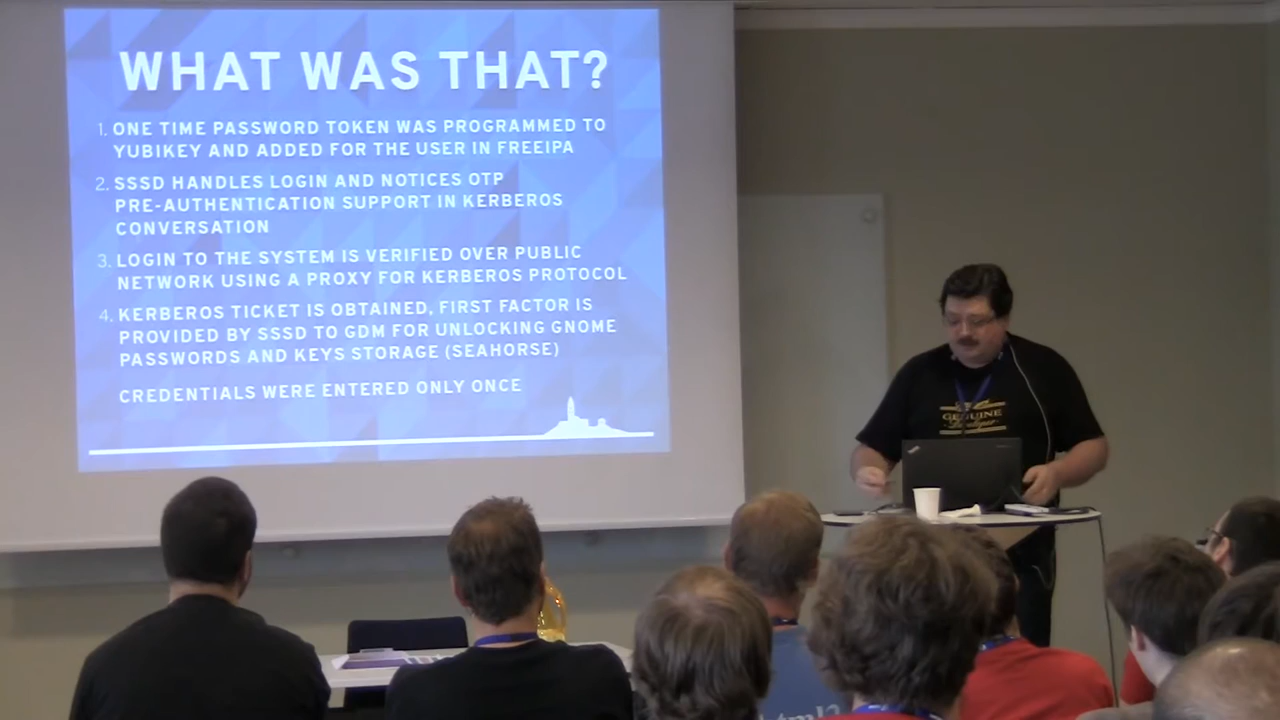 WHAT WAS THAT?
1. ONE TIME PASSWORD TOKEN WAS PROGRAMMED TO
YUBIKEY AND ADDED FOR THE USER IN FREEIPA
2. SSSD HANDLES LOGIN AND NOTICES OTP
PRE-AUTHENTICATION SUPPORT IN KERBEROS
CONVERSATION
3. LOGIN TO THE SYSTEM IS VERIFIED OVER PUBLIC
NETWORK USING A PROXY FOR KERBEROS PROTOCOL
4. KERBEROS TICKET IS OBTAINED, FIRST FACTOR IS
PROVIDED BY SSSD TO GDM FOR UNLOCKING GNOME
PASSWORDS AND KEYS STORAGE (SEAHORSE)
CREDENTIALS WERE ENTERED ONLY ONCE
GENUINE